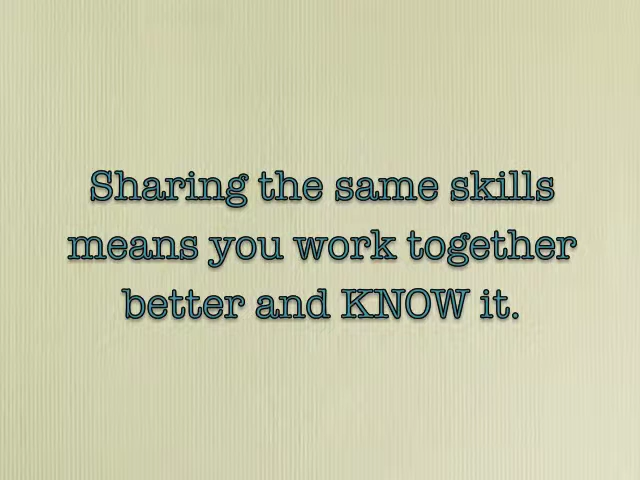 Sharing the same skills
means you work together
better and KNOW it.